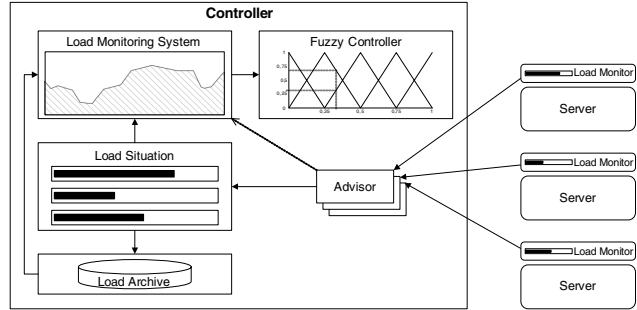 Controller
Load Monitoring System
Fuzzy Controller
1
0,75
0,5
0,25
0
0,25
0,5
0,75
1
Load Situation
Advisor
Load Archive
Load Monitor
Server
Load Monitor
Server
Load Monitor
Server